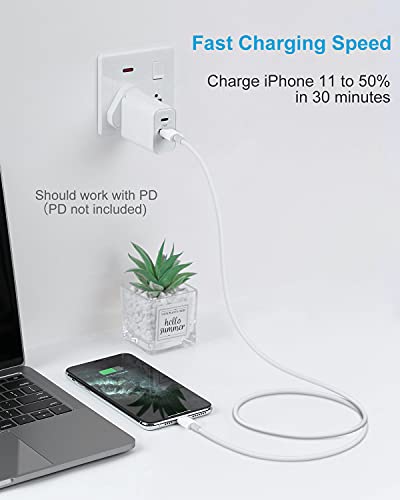 Fast Charging Speed
Charge iPhone 11 to 50%
in 30 minutes
Should work with PD
(PD not included)
hello
summer